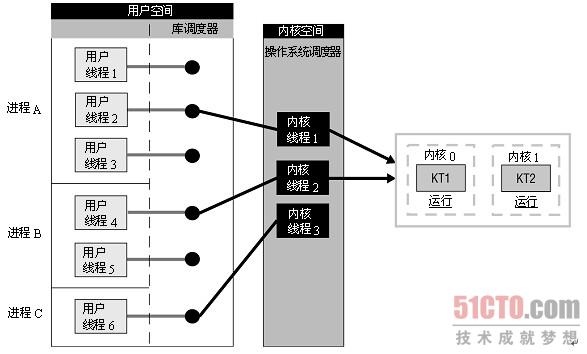 用户空间
库调度器
内核空间
操作系统调度器
进程A
用户
线程1
用户
线程2
用户
线程3
进程B
用户
线程4
用户
线程5
进程C
用户
线程6
内核
线程1
内核
线程2
内核
线程3
内核0
KT1
运行
内核1
KT2
运行
51CTO.com
技术成就梦想